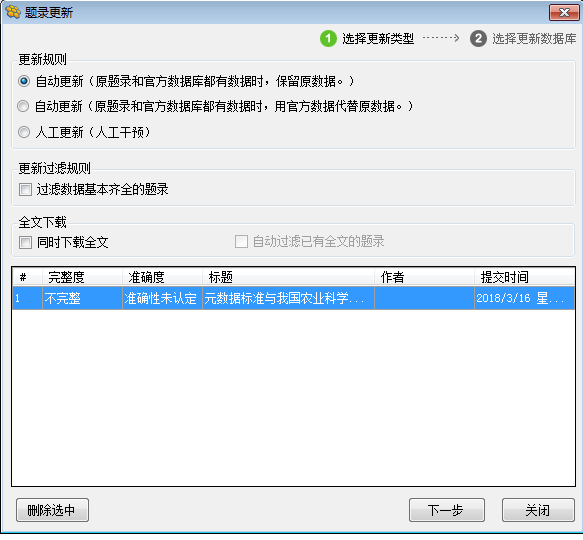 题录更新
1 选择更新类型 2 选择更新数据库
更新规则
自动更新（原题录和官方数据库都有数据时，保留原数据。）
自动更新（原题录和官方数据库都有数据时，用官方数据代替原数据。）
人工更新（人工干预）
更新过滤规则
过滤数据基本齐全的题录
全文下载
同时下载全文 自动过滤已有全文的题录
# 完整度 准确度 标题 作者 提交时间
1 不完整 准确性未认定 元数据标准与我国农业科学... 2018/3/16 星...
删除选中 下一步 关闭